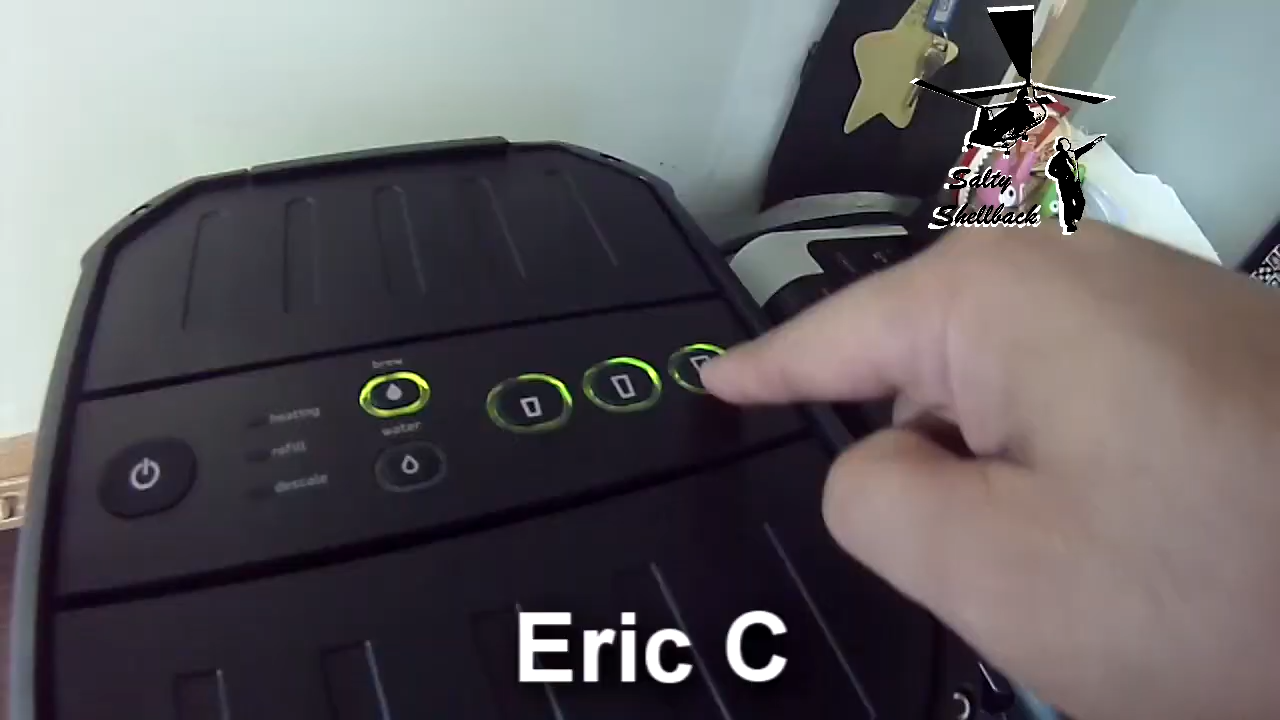 Salty
Shellback
brew
heating
water
refill
descale
Eric C